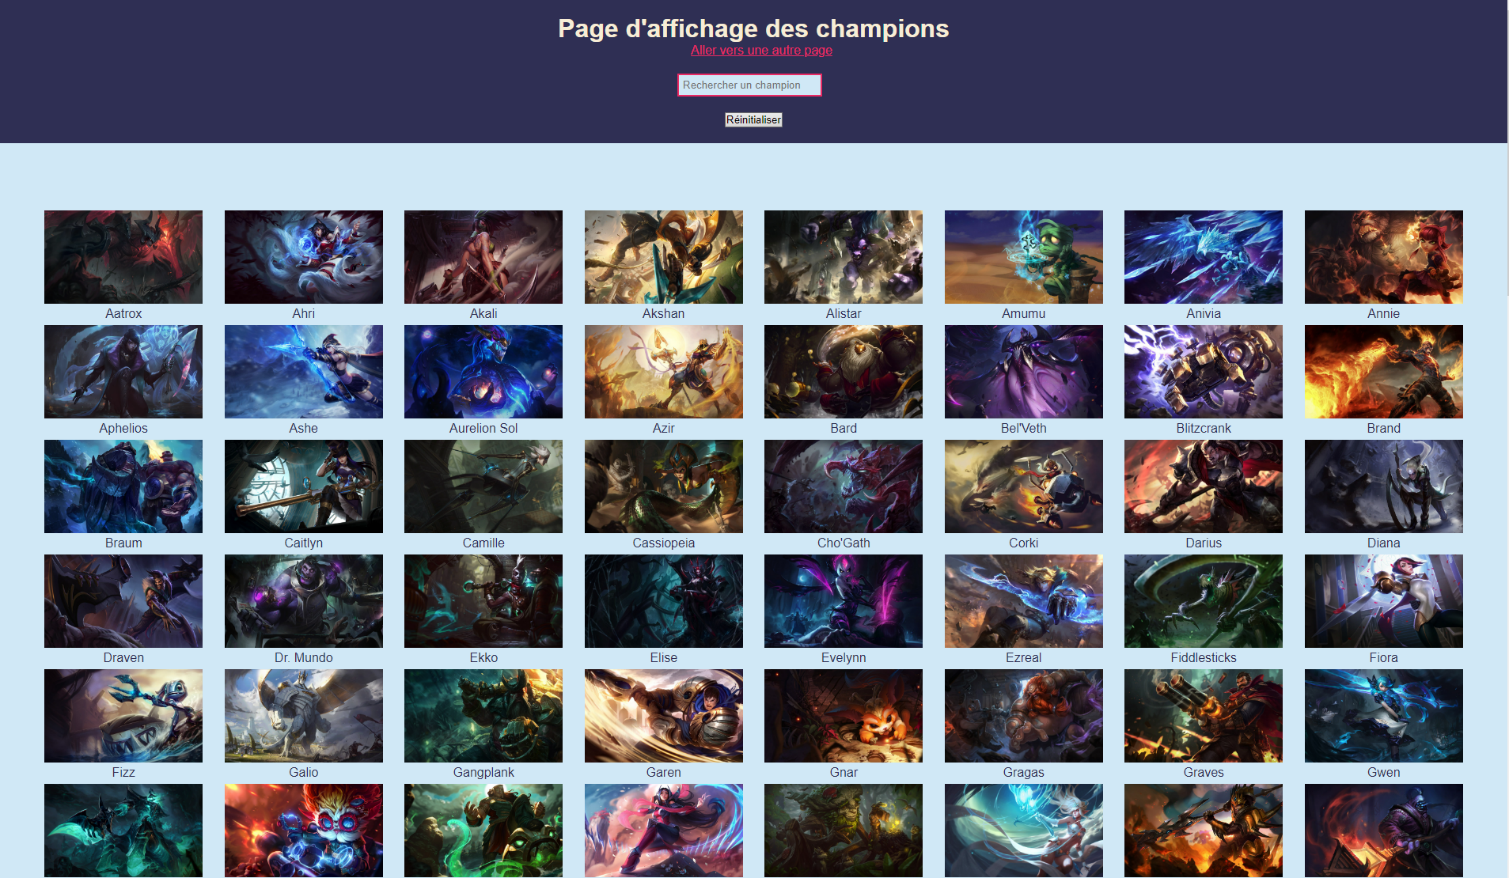 Page d'affichage des champions
Aller vers une autre page
Rechercher un champion
Réinitialiser
Aatrox Ahri Akali Akshan Alistar Amumu Anivia Annie
Aphelios Ashe Aurelion Sol Azir Bard Bel'Veth Blitzcrank Brand
Braum Caitlyn Camille Cassiopeia Cho'Gath Corki Darius Diana
Draven Dr. Mundo Ekko Elise Evelynn Ezreal Fiddlesticks Fiora
Fizz Galio Gangplank Garen Gnar Gragas Graves Gwen